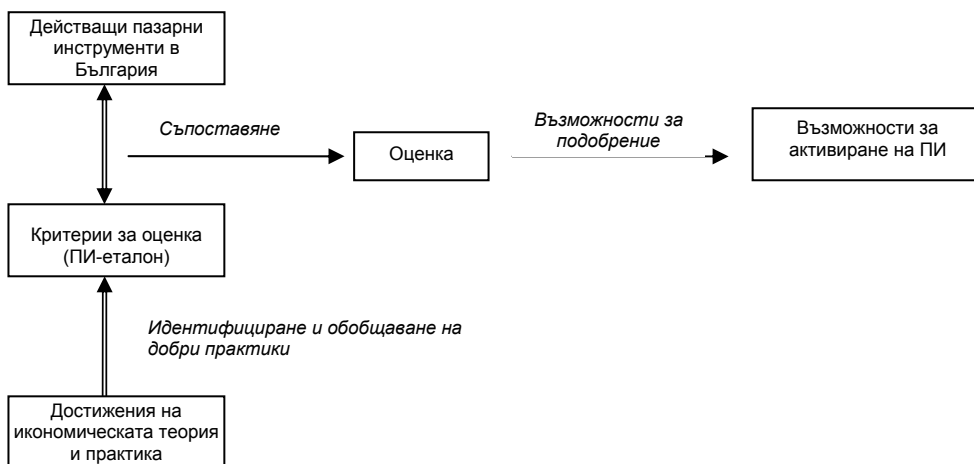 Действащи пазарни
инструменти в
България
Съпоставяне
Оценка
Възможности за
подобрение
Възможности за
активиране на ПИ
Критерии за оценка
(ПИ-еталон)
Идентифициране и обобщаване на
добри практики
Достижения на
икономическата теория
и практика